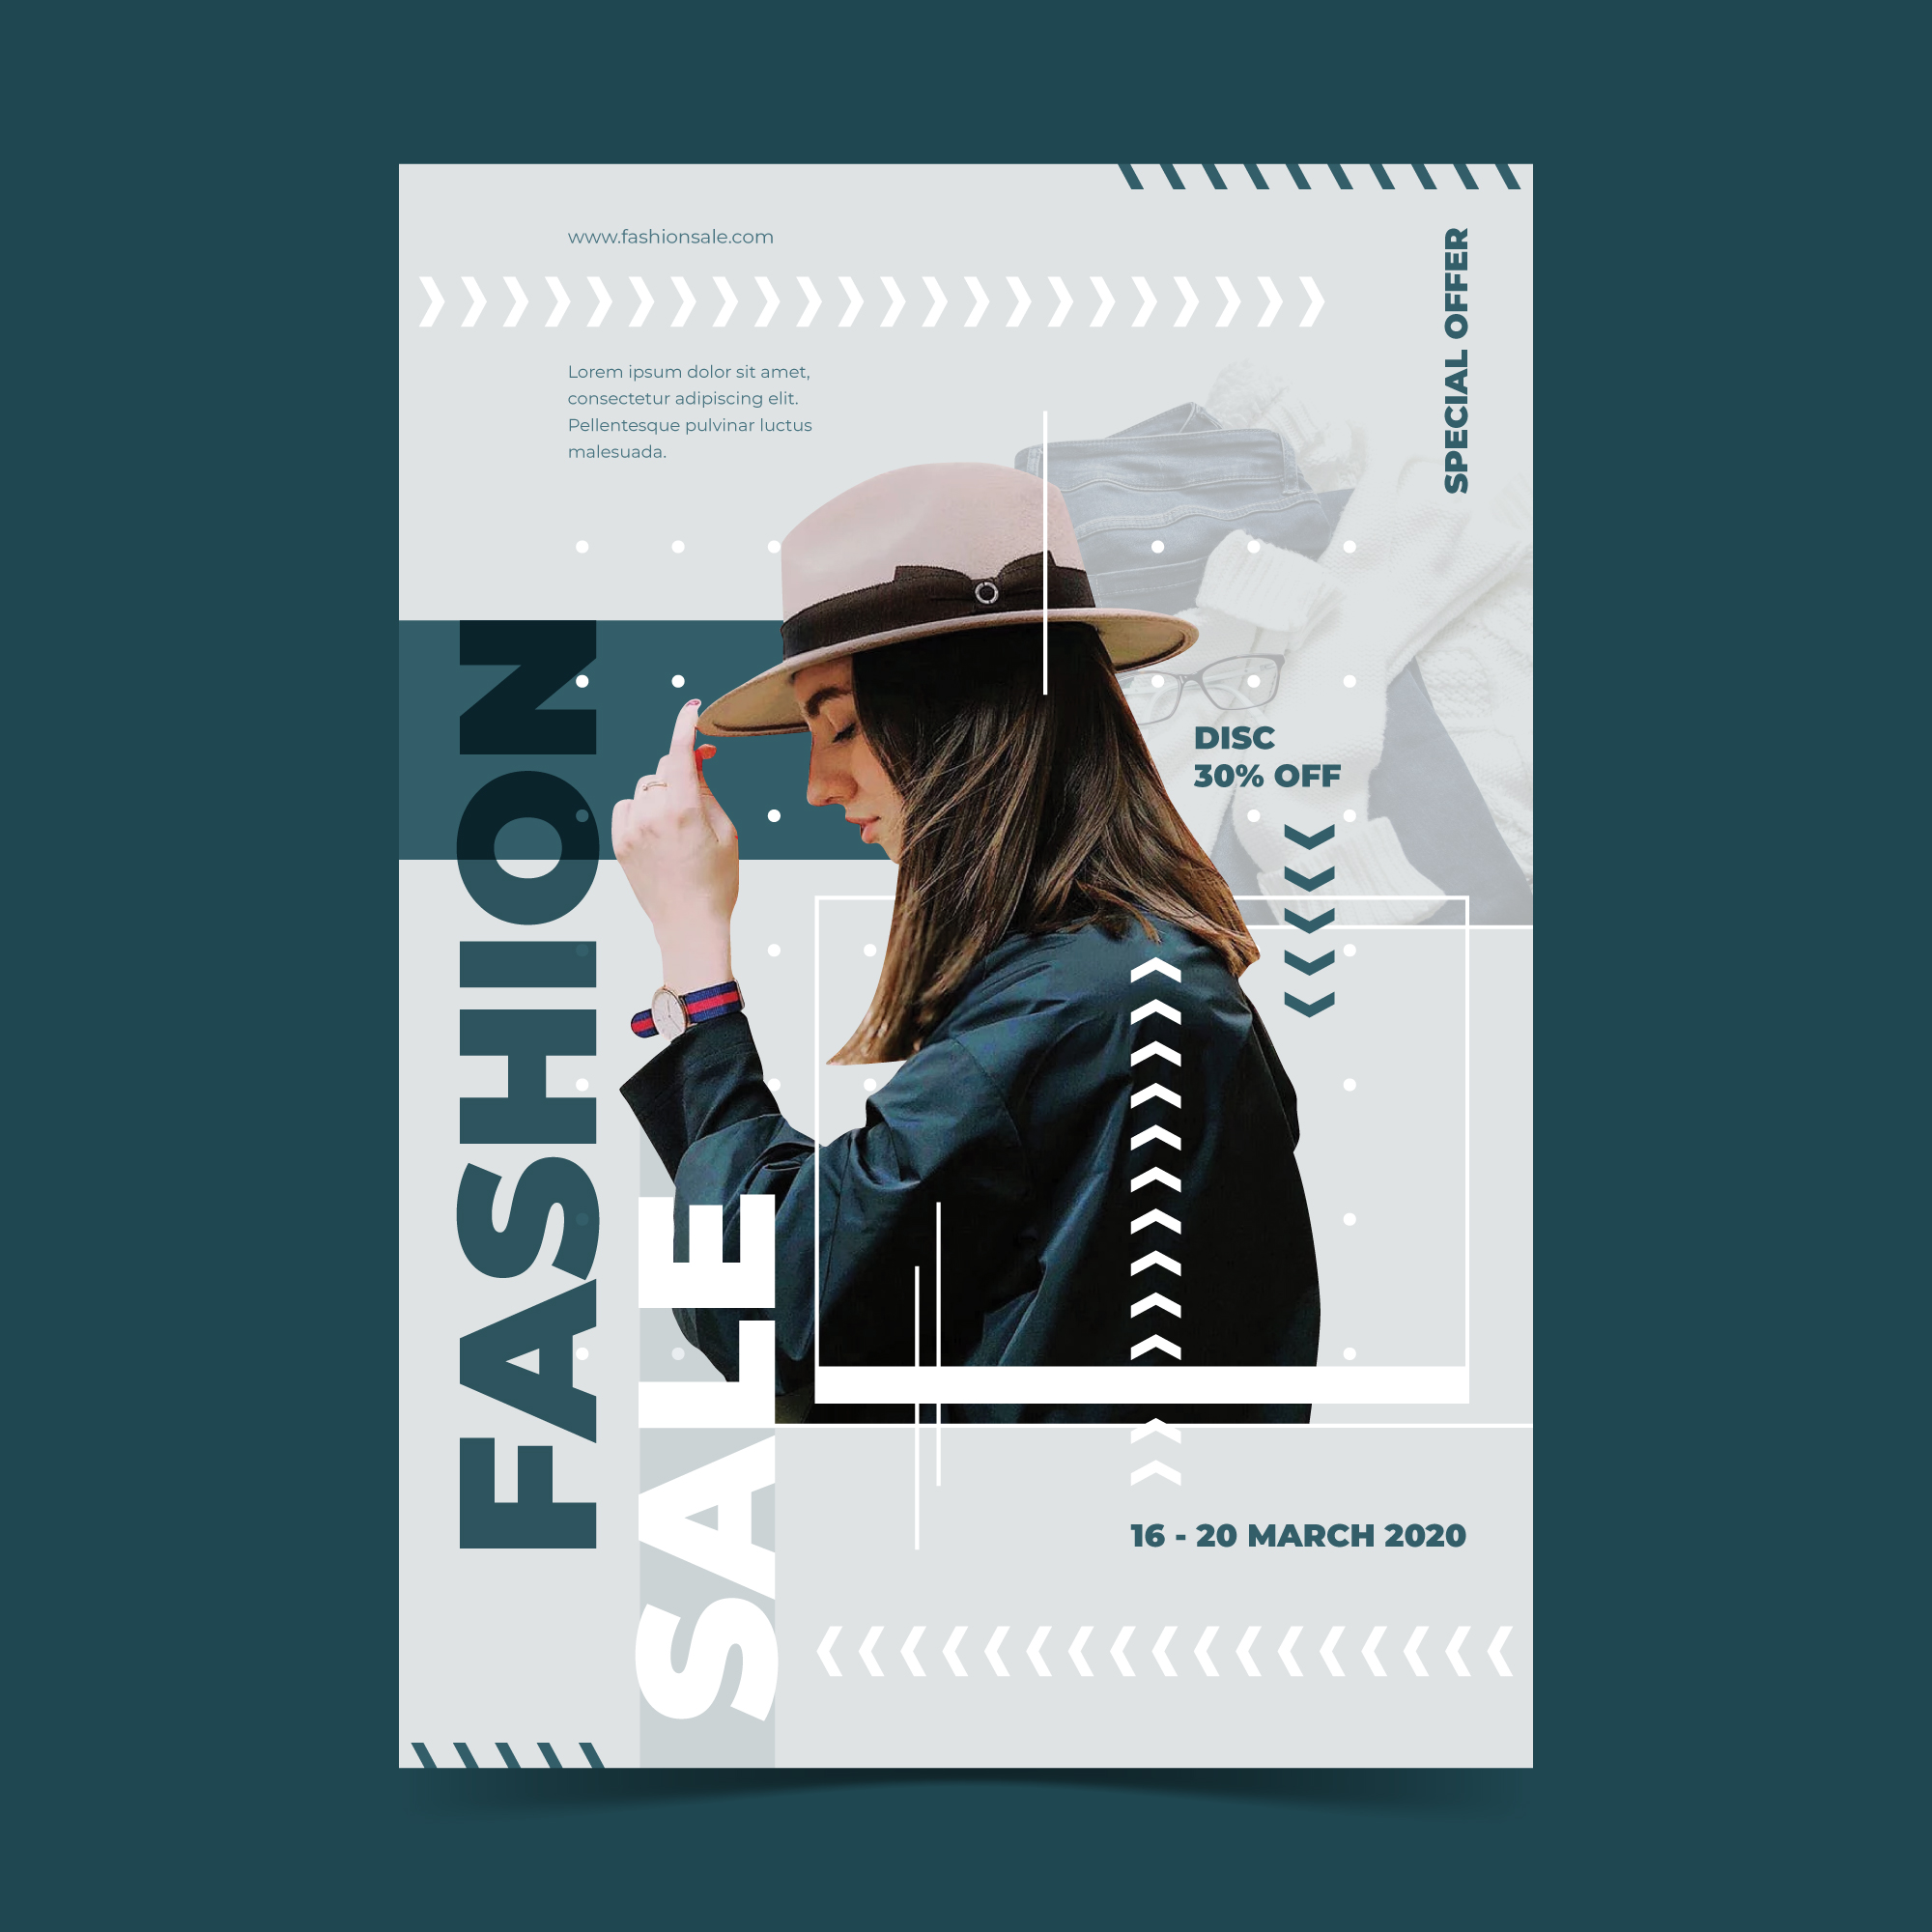 www.fashionsale.com
SPECIAL OFFER
Lorem ipsum dolor sit amet,
consectetur adipiscing elit.
Pellentesque pulvinar luctus
malesuada.
FASHION
SALE
DISC
30% OFF
16 - 20 MARCH 2020